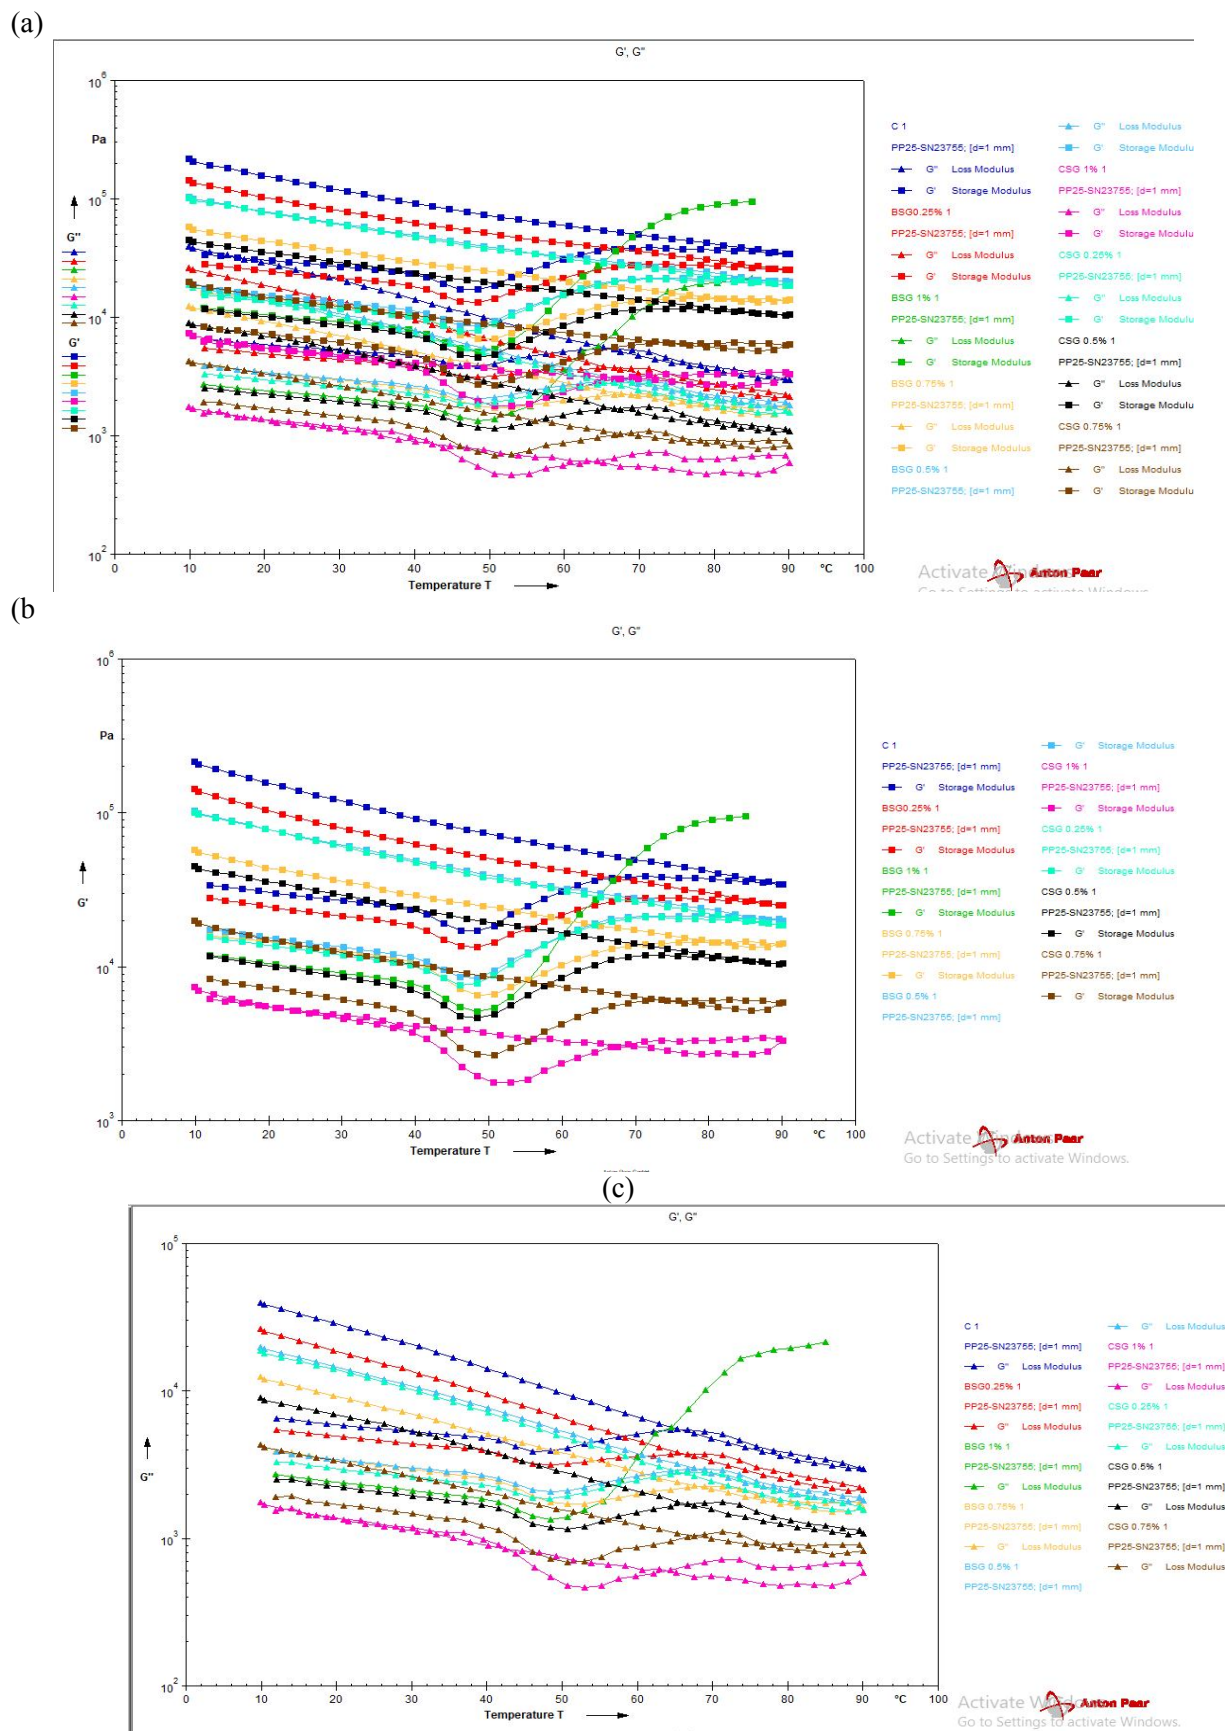 (a)
G', G"
10^6
Pa
10^5
G"
G'
10^4
10^3
10^2
0 10 20 30 40 50 60 70 80 90 °C 100
Temperature T
C 1
PP25-SN23755; [d=1 mm]
G" Loss Modulus
G' Storage Modulus
BSG0.25% 1
PP25-SN23755; [d=1 mm]
G" Loss Modulus
G' Storage Modulus
BSG 1% 1
PP25-SN23755; [d=1 mm]
G" Loss Modulus
G' Storage Modulus
BSG 0.75% 1
PP25-SN23755; [d=1 mm]
G" Loss Modulus
G' Storage Modulus
BSG 0.5% 1
PP25-SN23755; [d=1 mm]
G" Loss Modulus
G' Storage Modulu
CSG 1% 1
PP25-SN23755; [d=1 mm]
G" Loss Modulus
G' Storage Modulu
CSG 0.25% 1
PP25-SN23755; [d=1 mm]
G" Loss Modulus
G' Storage Modulu
CSG 0.5% 1
PP25-SN23755; [d=1 mm]
G" Loss Modulus
G' Storage Modulu
CSG 0.75% 1
PP25-SN23755; [d=1 mm]
G" Loss Modulus
G' Storage Modulu
Activate Windows
Anton Paar
Go to Settings to activate Windows.
(b)
G', G"
10^6
Pa
10^5
G'
10^4
10^3
0 10 20 30 40 50 60 70 80 90 °C 100
Temperature T
C 1
PP25-SN23755; [d=1 mm]
G' Storage Modulus
BSG0.25% 1
PP25-SN23755; [d=1 mm]
G' Storage Modulus
BSG 1% 1
PP25-SN23755; [d=1 mm]
G' Storage Modulus
BSG 0.75% 1
PP25-SN23755; [d=1 mm]
G' Storage Modulus
BSG 0.5% 1
PP25-SN23755; [d=1 mm]
G' Storage Modulus
CSG 1% 1
PP25-SN23755; [d=1 mm]
G' Storage Modulus
CSG 0.25% 1
PP25-SN23755; [d=1 mm]
G' Storage Modulus
CSG 0.5% 1
PP25-SN23755; [d=1 mm]
G' Storage Modulus
CSG 0.75% 1
PP25-SN23755; [d=1 mm]
G' Storage Modulus
Activate Windows
Anton Paar
Go to Settings to activate Windows.
(c)
G', G"
10^5
10^4
G"
10^3
10^2
0 10 20 30 40 50 60 70 80 90 °C 100
Temperature T
C 1
PP25-SN23755; [d=1 mm]
G" Loss Modulus
BSG0.25% 1
PP25-SN23755; [d=1 mm]
G" Loss Modulus
BSG 1% 1
PP25-SN23755; [d=1 mm]
G" Loss Modulus
BSG 0.75% 1
PP25-SN23755; [d=1 mm]
G" Loss Modulus
BSG 0.5% 1
PP25-SN23755; [d=1 mm]
G" Loss Modulus
CSG 1% 1
PP25-SN23755; [d=1 mm]
G" Loss Modulus
CSG 0.25% 1
PP25-SN23755; [d=1 mm]
G" Loss Modulus
CSG 0.5% 1
PP25-SN23755; [d=1 mm]
G" Loss Modulus
CSG 0.75% 1
PP25-SN23755; [d=1 mm]
G" Loss Modulus
Activate Windows
Anton Paar
Go to Settings to activate Windows.